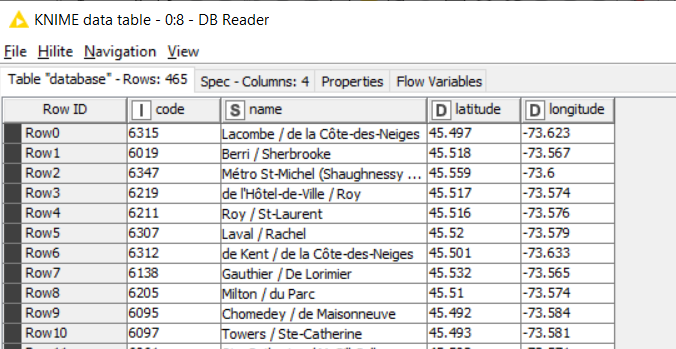 KNIME data table - 0:8 - DB Reader
File Hilite Navigation View
Table "database" - Rows: 465 Spec - Columns: 4 Properties Flow Variables
Row ID I code S name D latitude D longitude
Row0 6315 Lacombe / de la Côte-des-Neiges 45.497 -73.623
Row1 6019 Berri / Sherbrooke 45.518 -73.567
Row2 6347 Métro St-Michel (Shaughnessy ... 45.559 -73.6
Row3 6219 de l'Hôtel-de-Ville / Roy 45.517 -73.574
Row4 6211 Roy / St-Laurent 45.516 -73.576
Row5 6307 Laval / Rachel 45.52 -73.579
Row6 6312 de Kent / de la Côte-des-Neiges 45.501 -73.633
Row7 6138 Gauthier / De Lorimier 45.532 -73.565
Row8 6205 Milton / du Parc 45.51 -73.574
Row9 6095 Chomedey / de Maisonneuve 45.492 -73.584
Row10 6097 Towers / Ste-Catherine 45.493 -73.581